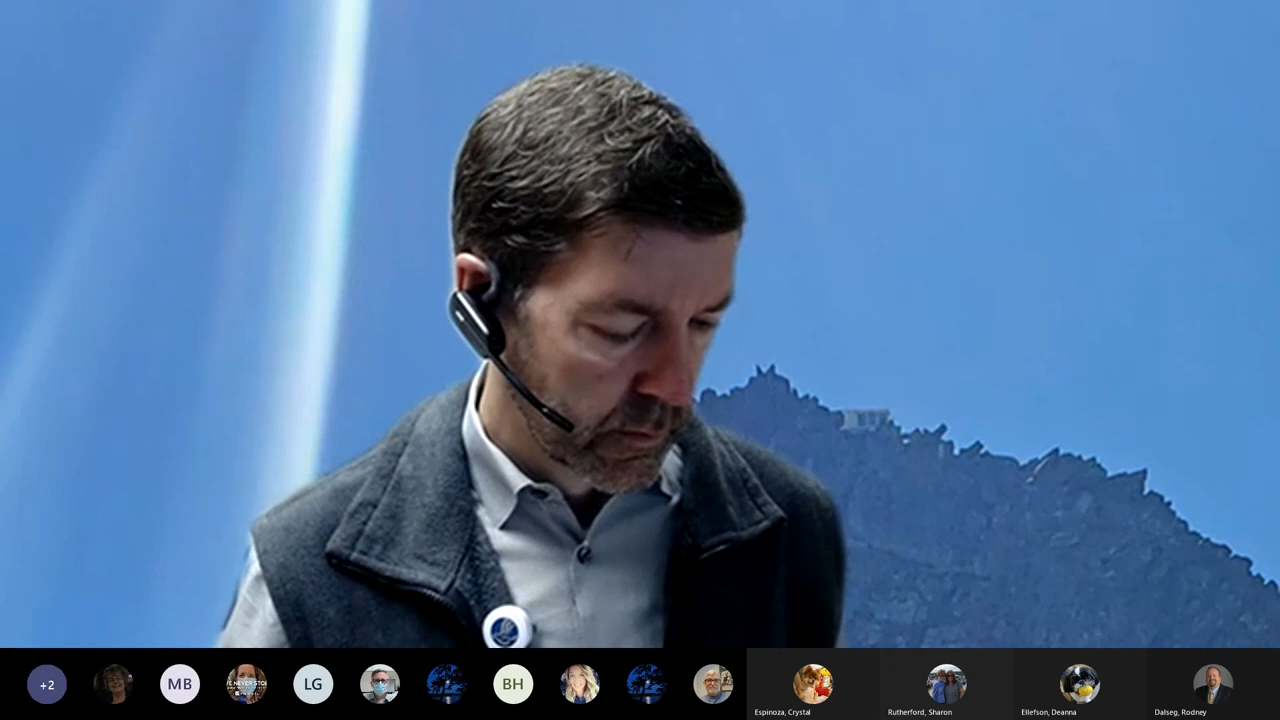 +2
MB
LG
BH
Espinoza, Crystal
Rutherford, Sharon
Ellefson, Deanna
Dalseg, Rodney